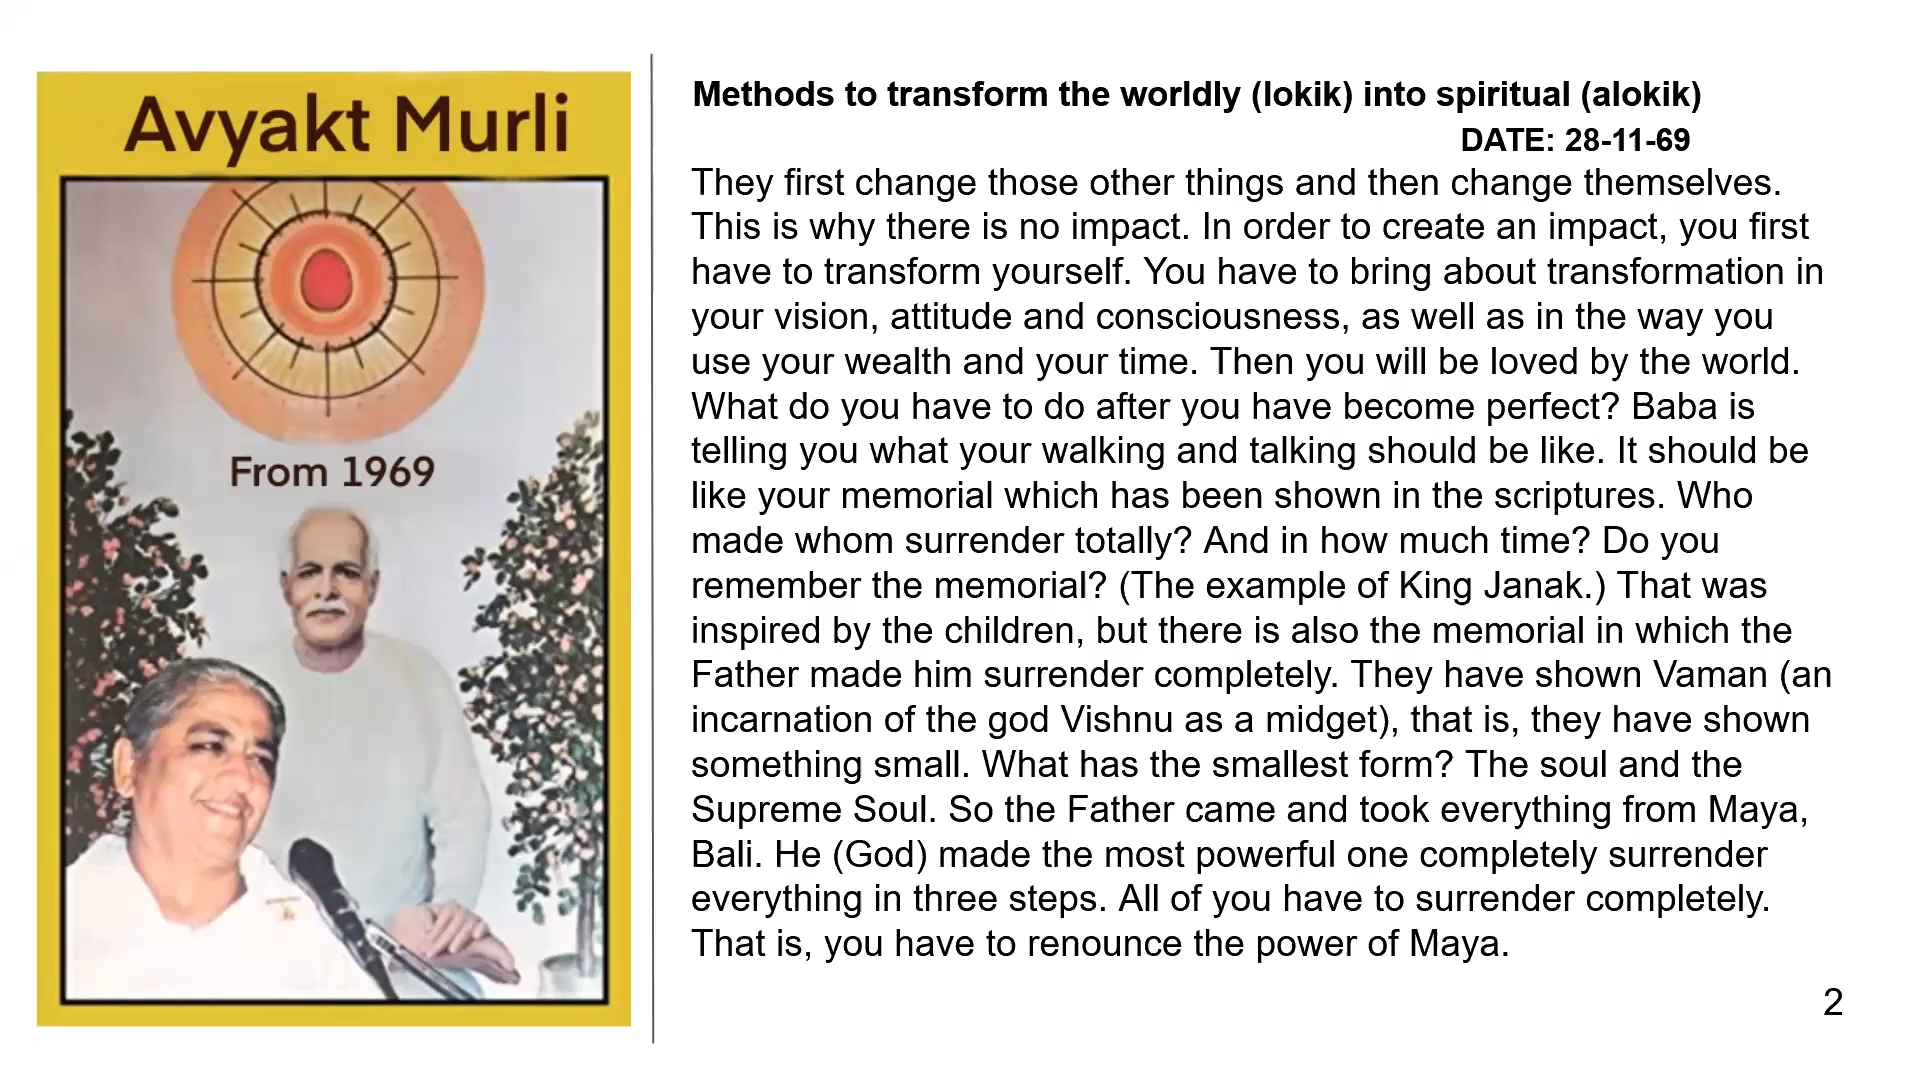 Avyakt Murli
From 1969
Methods to transform the worldly (lokik) into spiritual (alokik)
DATE: 28-11-69
They first change those other things and then change themselves.
This is why there is no impact. In order to create an impact, you first
have to transform yourself. You have to bring about transformation in
your vision, attitude and consciousness, as well as in the way you
use your wealth and your time. Then you will be loved by the world.
What do you have to do after you have become perfect? Baba is
telling you what your walking and talking should be like. It should be
like your memorial which has been shown in the scriptures. Who
made whom surrender totally? And in how much time? Do you
remember the memorial? (The example of King Janak.) That was
inspired by the children, but there is also the memorial in which the
Father made him surrender completely. They have shown Vaman (an
incarnation of the god Vishnu as a midget), that is, they have shown
something small. What has the smallest form? The soul and the
Supreme Soul. So the Father came and took everything from Maya,
Bali. He (God) made the most powerful one completely surrender
everything in three steps. All of you have to surrender completely.
That is, you have to renounce the power of Maya.
2